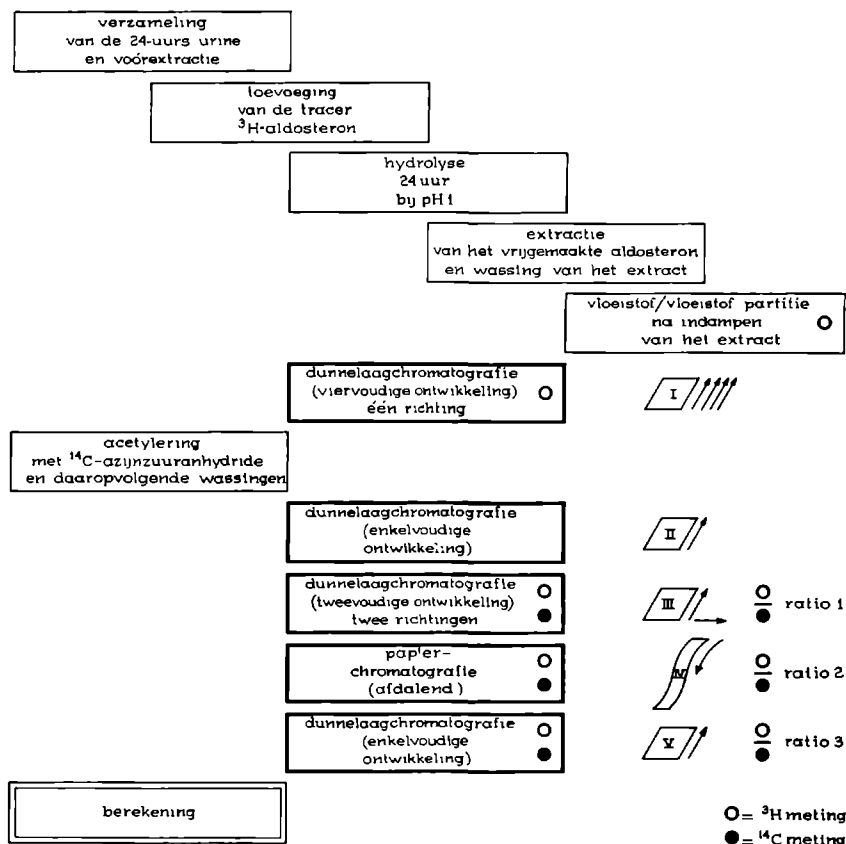 verzameling
van de 24-uurs urine
en voórextractie
toevoeging
van de tracer
³H-aldosteron
hydrolyse
24 uur
bij pH 1
extractie
van het vrijgemaakte aldosteron
en wassing van het extract
vloeistof/vloeistof partitie
na indampen
van het extract
dunnelaagchromatografie
(viervoudige ontwikkeling)
één richting
I
acetylering
met ¹⁴C-azijnzuuranhydride
en daaropvolgende wassingen
dunnelaagchromatografie
(enkelvoudige
ontwikkeling)
II
dunnelaagchromatografie
(tweevoudige ontwikkeling)
twee richtingen
III
ratio 1
papier-
chromatografie
(afdalend)
IV
ratio 2
dunnelaagchromatografie
(enkelvoudige
ontwikkeling)
V
ratio 3
berekening
= ³H meting
= ¹⁴C meting